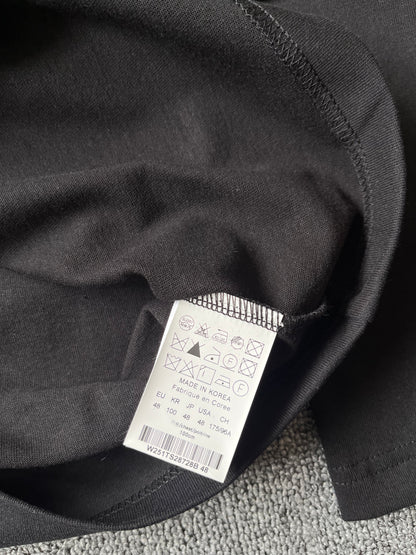 MADE IN KOREA
Fabriqué en Corée
EU KR JP USA CH
48 100 48 48 175/96A
100cm
W251TS28728B 48